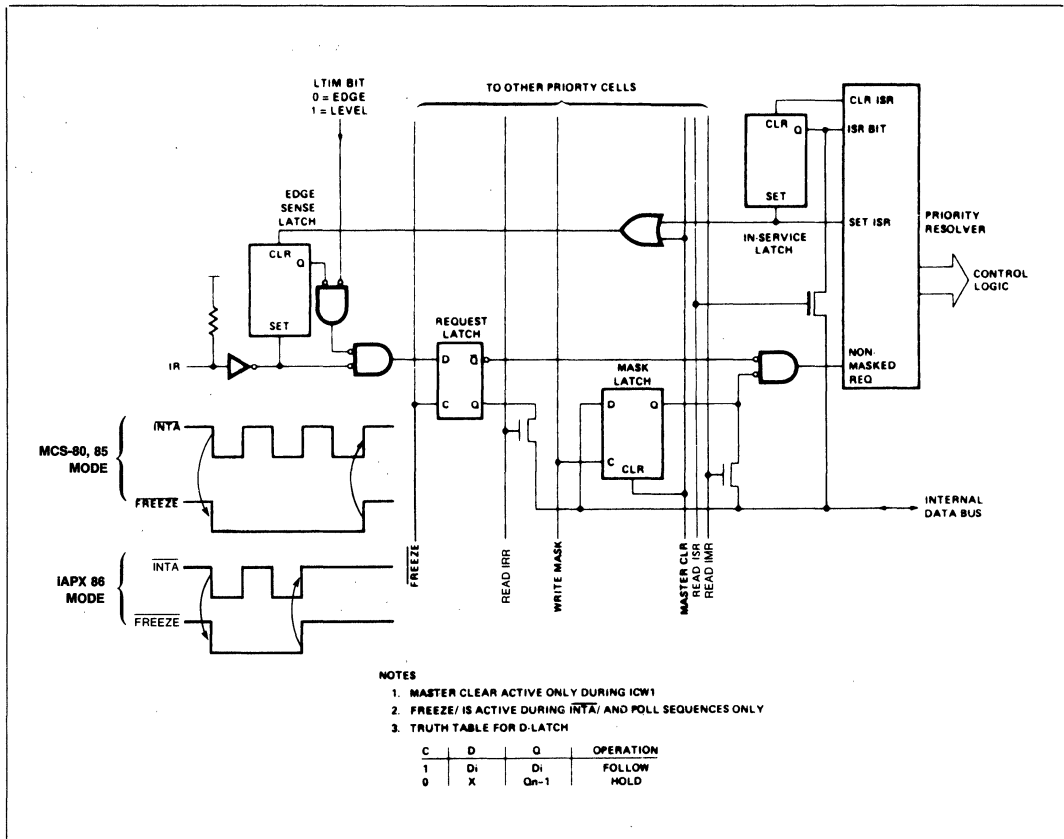 LTIM BIT
0 = EDGE
1 = LEVEL
TO OTHER PRIORTY CELLS
CLR ISR
CLR
Q
ISR BIT
SET
SET ISR
IN-SERVICE
LATCH
PRIORITY
RESOLVER
CONTROL
LOGIC
EDGE
SENSE
LATCH
CLR
Q
SET
REQUEST
LATCH
D
Q̅
C
Q
IR
MASK
LATCH
D
Q
C
CLR
NON-
MASKED
REQ
INTERNAL
DATA BUS
MCS-80, 85
MODE
INTA
FREEZE
iAPX 86
MODE
INTA
FREEZE
FREEZE
READ IRR
WRITE MASK
MASTER CLR
READ ISR
READ IMR
NOTES
1. MASTER CLEAR ACTIVE ONLY DURING ICW1
2. FREEZE/ IS ACTIVE DURING INTA/ AND POLL SEQUENCES ONLY
3. TRUTH TABLE FOR D-LATCH
C D Q OPERATION
1 Di Di FOLLOW
0 X Qn-1 HOLD